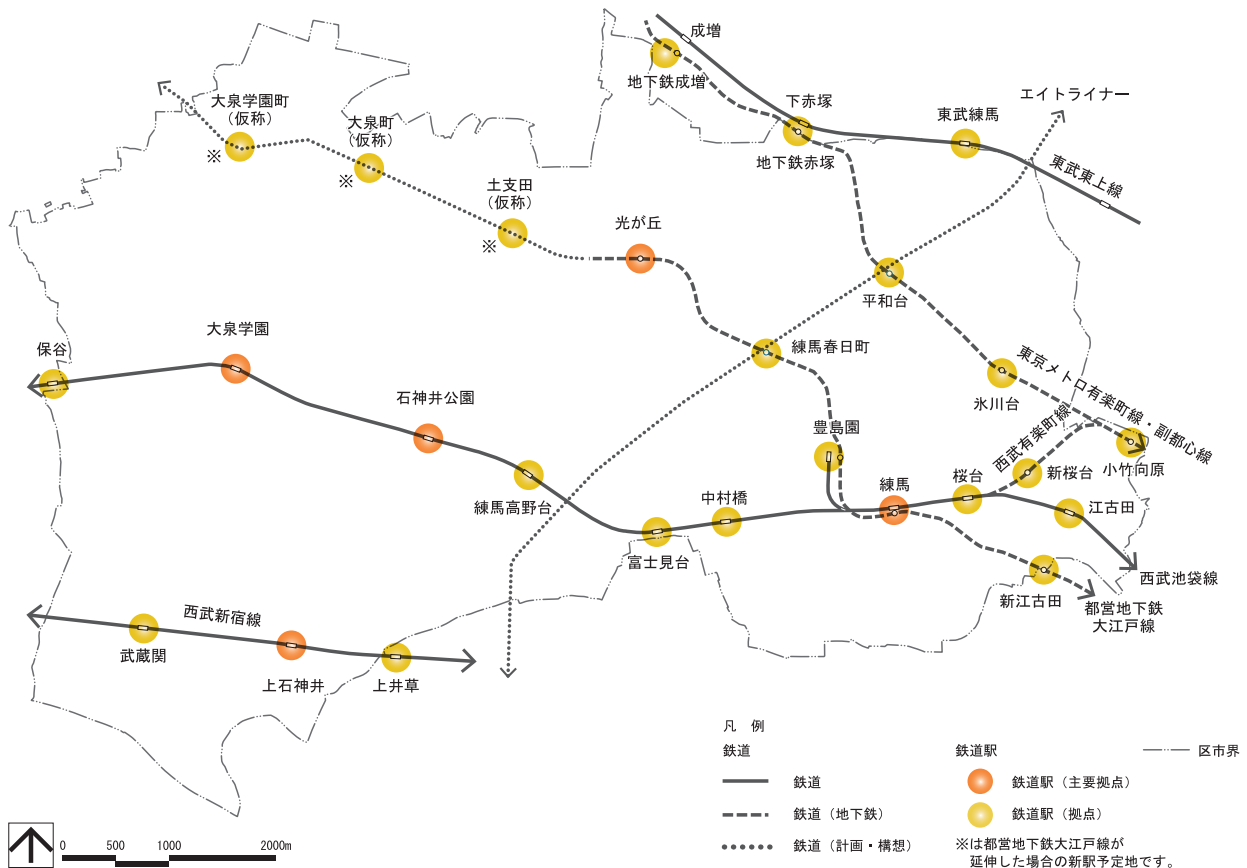 成増
地下鉄成増
下赤塚
地下鉄赤塚
東武練馬
エイトライナー
東武東上線
大泉学園町
(仮称)
※
大泉町
(仮称)
※
土支田
(仮称)
※
光が丘
平和台
練馬春日町
氷川台
東京メトロ有楽町線・副都心線
西武有楽町線
小竹向原
新桜台
保谷
大泉学園
石神井公園
練馬高野台
豊島園
中村橋
練馬
桜台
江古田
富士見台
新江古田
西武池袋線
都営地下鉄
大江戸線
西武新宿線
武蔵関
上石神井
上井草
凡 例
鉄道
鉄道
鉄道(地下鉄)
鉄道(計画・構想)
鉄道駅
鉄道駅(主要拠点)
鉄道駅(拠点)
※は都営地下鉄大江戸線が
延伸した場合の新駅予定地です。
区市界
0 500 1000 2000m